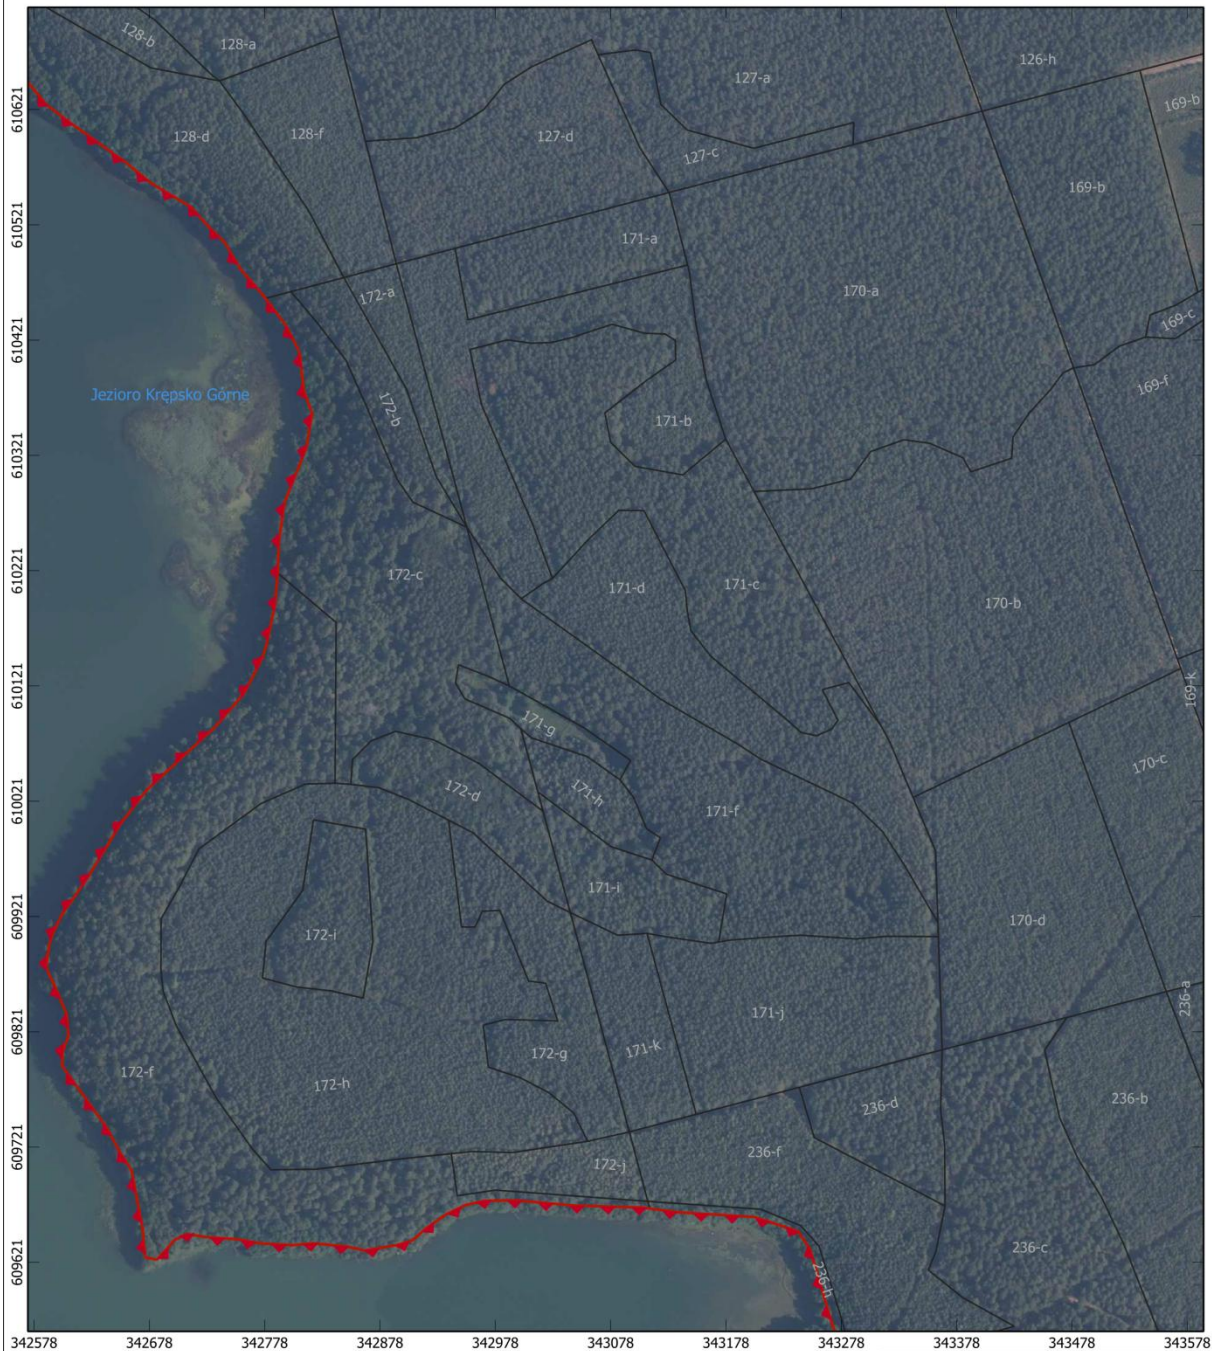 128-b
128-a
126-h
127-a
169-b
128-d
128-f
127-d
127-c
169-b
171-a
170-a
172-a
169-c
169-f
Jezioro Krępsko Górne
172-b
171-b
172-c
171-d
171-c
170-b
169-k
171-g
170-c
172-d
171-h
171-f
171-i
170-d
172-i
236-a
171-j
172-g
171-k
172-f
172-h
236-b
236-d
236-f
172-j
236-c
236-h
610621
610521
610421
610321
610221
610121
610021
609921
609821
609721
609621
342578 342678 342778 342878 342978 343078 343178 343278 343378 343478 343578